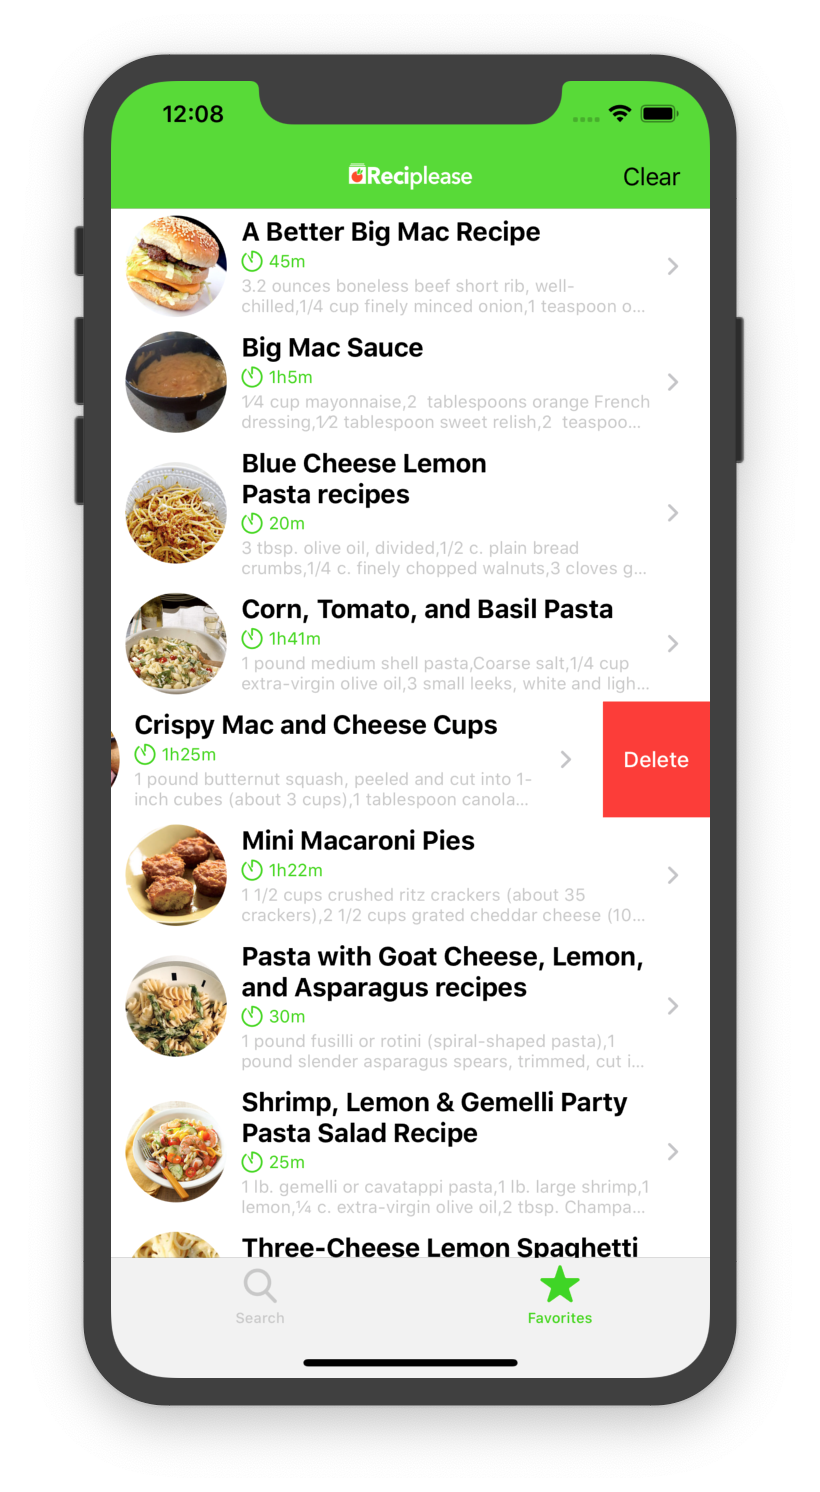 12:08
Reciplease
Clear
A Better Big Mac Recipe
45m
3.2 ounces boneless beef short rib, well-
chilled,1/4 cup finely minced onion,1 teaspoon o...
Big Mac Sauce
1h5m
1⁄4 cup mayonnaise,2  tablespoons orange French
dressing,1⁄2 tablespoon sweet relish,2  teaspoo...
Blue Cheese Lemon
Pasta recipes
20m
3 tbsp. olive oil, divided,1/2 c. plain bread
crumbs,1/4 c. finely chopped walnuts,3 cloves g...
Corn, Tomato, and Basil Pasta
1h41m
1 pound medium shell pasta,Coarse salt,1/4 cup
extra-virgin olive oil,3 small leeks, white and ligh...
Crispy Mac and Cheese Cups
1h25m
1 pound butternut squash, peeled and cut into 1-
inch cubes (about 3 cups),1 tablespoon canola...
Delete
Mini Macaroni Pies
1h22m
1 1/2 cups crushed ritz crackers (about 35
crackers),2 1/2 cups grated cheddar cheese (10...
Pasta with Goat Cheese, Lemon,
and Asparagus recipes
30m
1 pound fusilli or rotini (spiral-shaped pasta),1
pound slender asparagus spears, trimmed, cut i...
Shrimp, Lemon & Gemelli Party
Pasta Salad Recipe
25m
1 lb. gemelli or cavatappi pasta,1 lb. large shrimp,1
lemon,¼ c. extra-virgin olive oil,2 tbsp. Champa...
Three-Cheese Lemon Spaghetti
Search
Favorites